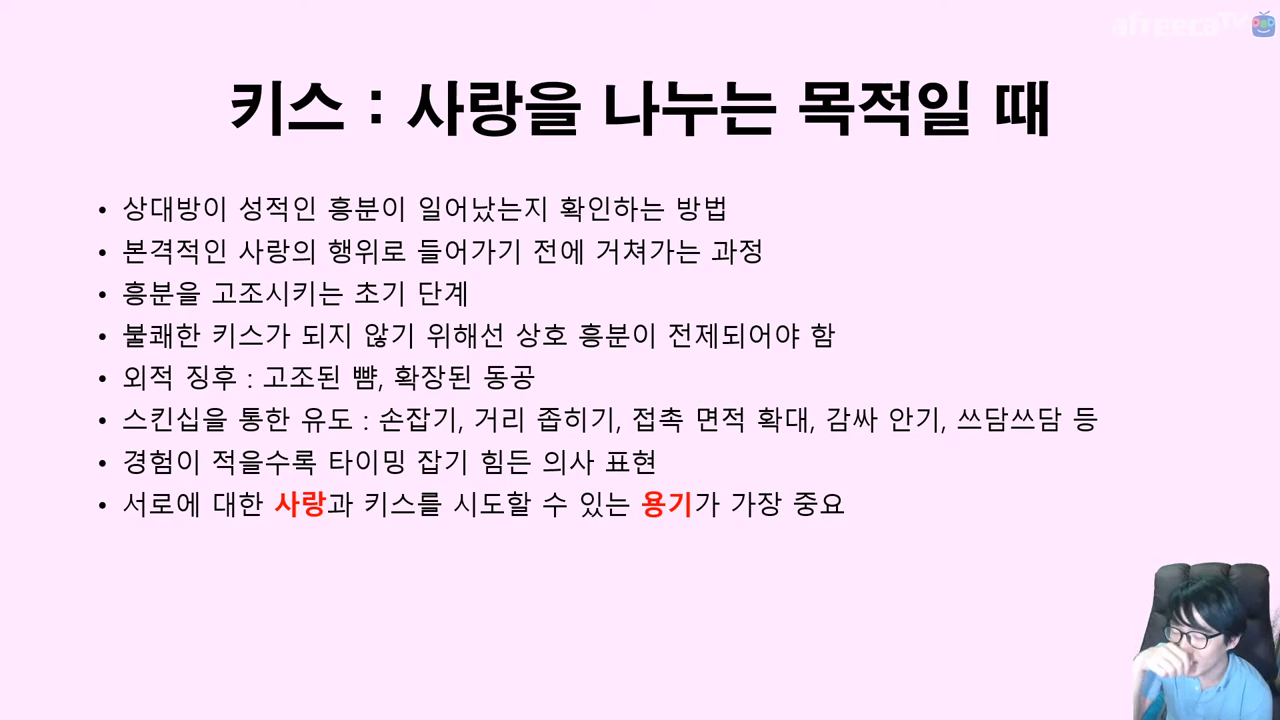 afreecaTV
키스 : 사랑을 나누는 목적일 때
• 상대방이 성적인 흥분이 일어났는지 확인하는 방법
• 본격적인 사랑의 행위로 들어가기 전에 거쳐가는 과정
• 흥분을 고조시키는 초기 단계
• 불쾌한 키스가 되지 않기 위해선 상호 흥분이 전제되어야 함
• 외적 징후 : 고조된 뺨, 확장된 동공
• 스킨십을 통한 유도 : 손잡기, 거리 좁히기, 접촉 면적 확대, 감싸 안기, 쓰담쓰담 등
• 경험이 적을수록 타이밍 잡기 힘든 의사 표현
• 서로에 대한 사랑과 키스를 시도할 수 있는 용기가 가장 중요